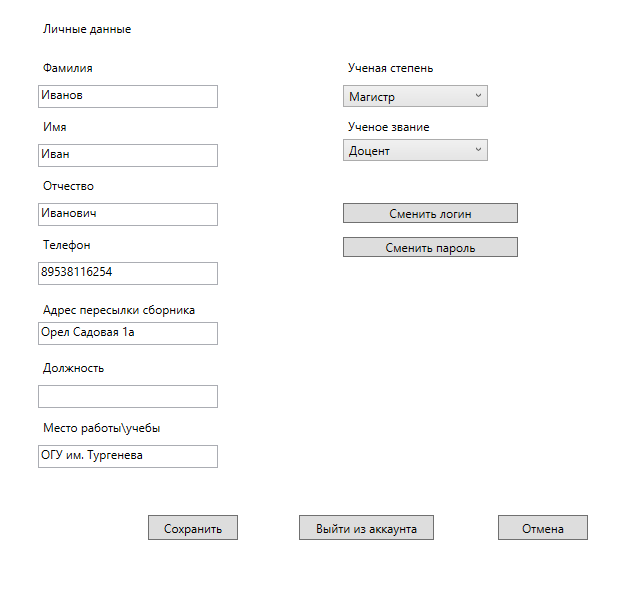 Личные данные
Фамилия
Иванов
Имя
Иван
Отчество
Иванович
Телефон
89538116254
Адрес пересылки сборника
Орел Садовая 1а
Должность
Место работы\учебы
ОГУ им. Тургенева
Ученая степень
Магистр
Ученое звание
Доцент
Сменить логин
Сменить пароль
Сохранить
Выйти из аккаунта
Отмена